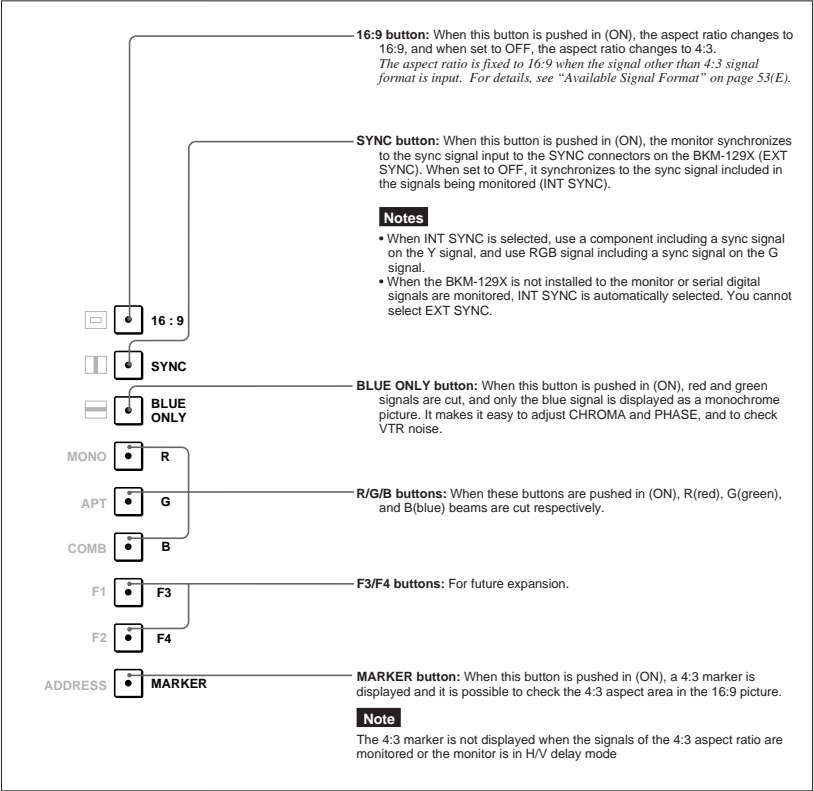 16:9 button: When this button is pushed in (ON), the aspect ratio changes to
16:9, and when set to OFF, the aspect ratio changes to 4:3.
The aspect ratio is fixed to 16:9 when the signal other than 4:3 signal
format is input.  For details, see “Available Signal Format” on page 53(E).
SYNC button: When this button is pushed in (ON), the monitor synchronizes
to the sync signal input to the SYNC connectors on the BKM-129X (EXT
SYNC). When set to OFF, it synchronizes to the sync signal included in
the signals being monitored (INT SYNC).
Notes
• When INT SYNC is selected, use a component including a sync signal
on the Y signal, and use RGB signal including a sync signal on the G
signal.
• When the BKM-129X is not installed to the monitor or serial digital
signals are monitored, INT SYNC is automatically selected. You cannot
select EXT SYNC.
16 : 9
SYNC
BLUE
ONLY
BLUE ONLY button: When this button is pushed in (ON), red and green
signals are cut, and only the blue signal is displayed as a monochrome
picture. It makes it easy to adjust CHROMA and PHASE, and to check
VTR noise.
MONO R
APT G
COMB B
R/G/B buttons: When these buttons are pushed in (ON), R(red), G(green),
and B(blue) beams are cut respectively.
F1 F3
F2 F4
F3/F4 buttons: For future expansion.
ADDRESS MARKER
MARKER button: When this button is pushed in (ON), a 4:3 marker is
displayed and it is possible to check the 4:3 aspect area in the 16:9 picture.
Note
The 4:3 marker is not displayed when the signals of the 4:3 aspect ratio are
monitored or the monitor is in H/V delay mode